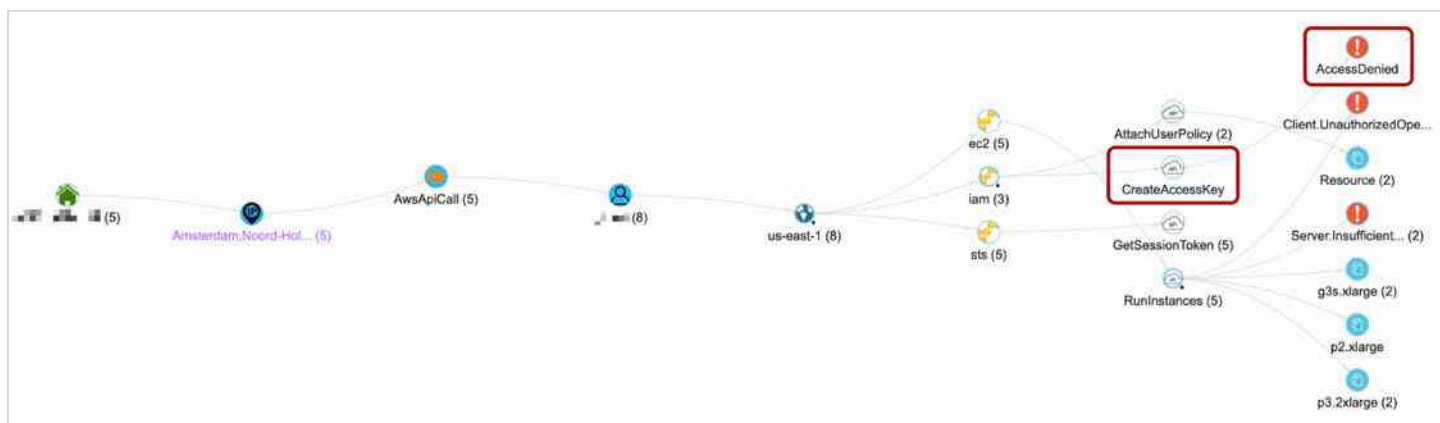 (5)
Amsterdam,Noord-Hol... (5)
AwsApiCall (5)
(8)
us-east-1 (8)
ec2 (5)
iam (3)
sts (5)
AttachUserPolicy (2)
CreateAccessKey
GetSessionToken (5)
RunInstances (5)
AccessDenied
Client.UnauthorizedOpe...
Resource (2)
Server.Insufficient... (2)
g3s.xlarge (2)
p2.xlarge
p3.2xlarge (2)